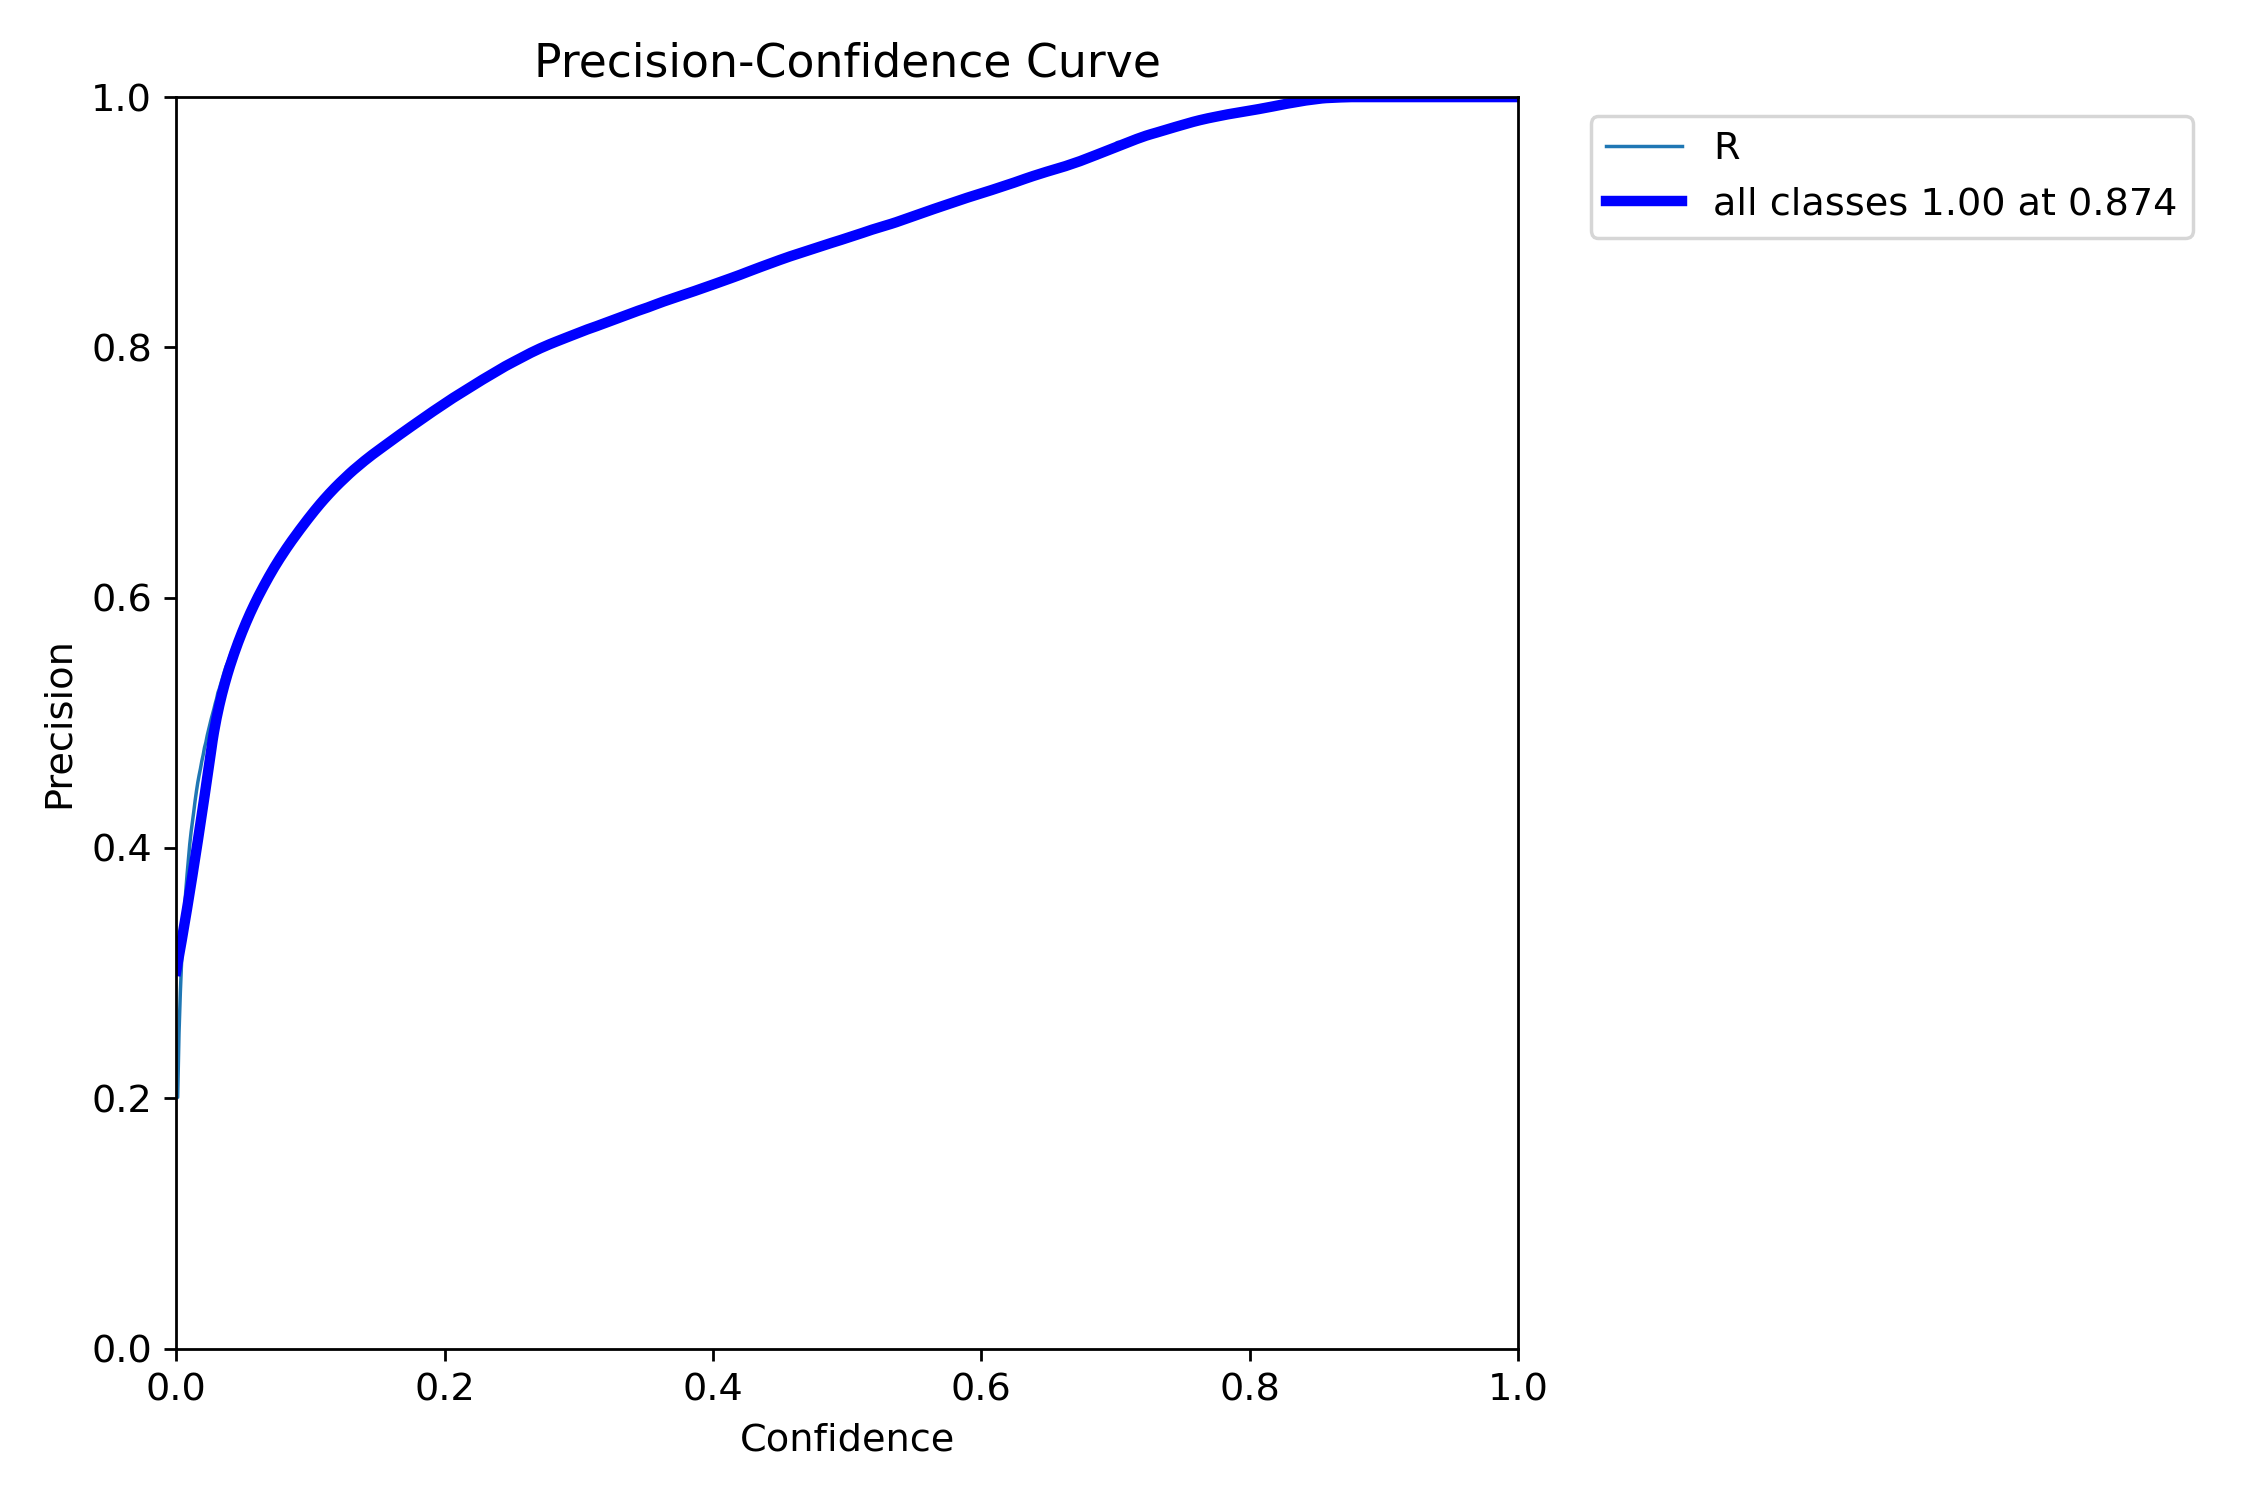 Precision-Confidence Curve
1.0
0.8
0.6
0.4
0.2
0.0
Precision
0.0 0.2 0.4 0.6 0.8 1.0
Confidence
R
all classes 1.00 at 0.874